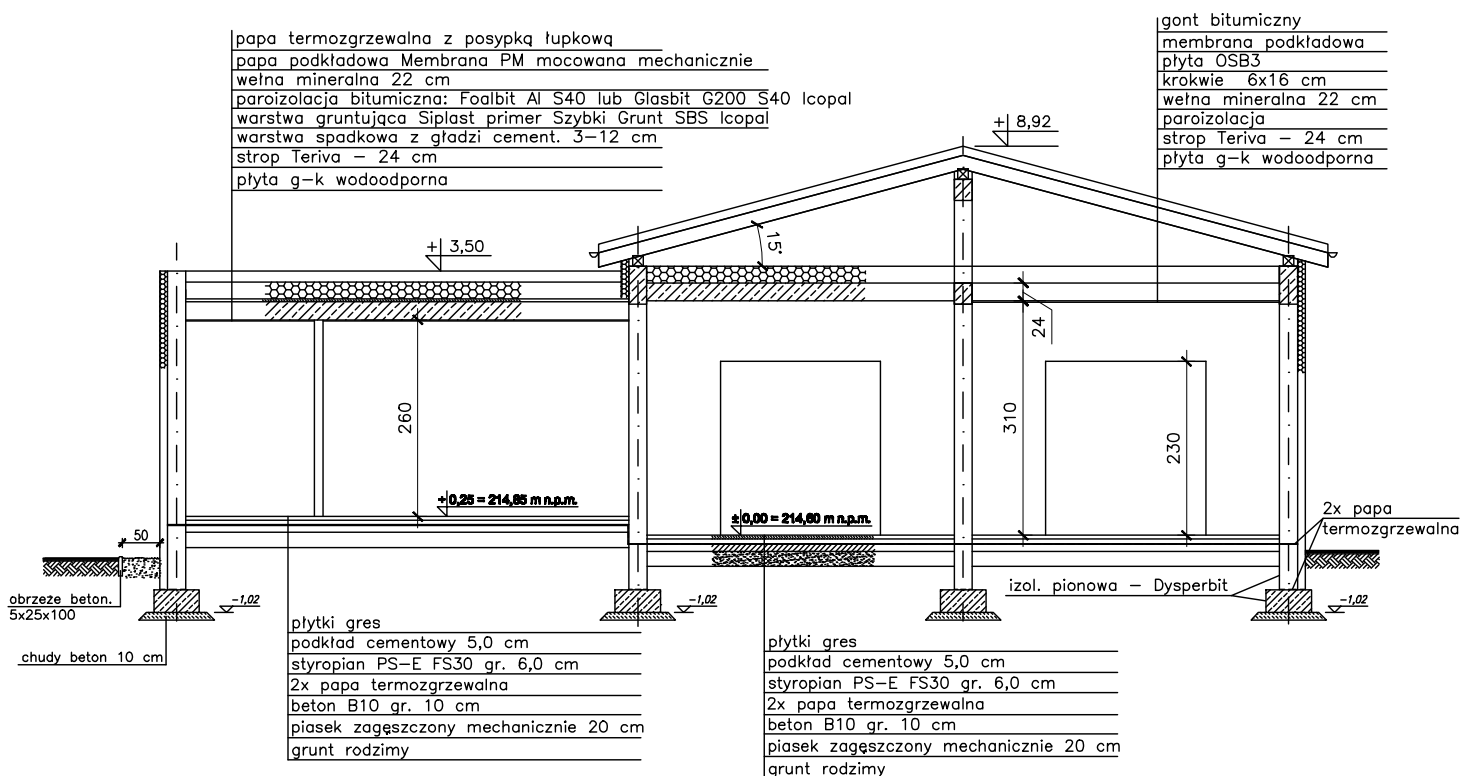 papa termozgrzewalna z posypką łupkową
papa podkładowa Membrana PM mocowana mechanicznie
wełna mineralna 22 cm
paroizolacja bitumiczna: Foalbit Al S40 lub Glasbit G200 S40 Icopal
warstwa gruntująca Siplast primer Szybki Grunt SBS Icopal
warstwa spadkowa z gładzi cement. 3-12 cm
strop Teriva - 24 cm
płyta g-k wodoodporna
gont bitumiczny
membrana podkładowa
płyta OSB3
krokwie 6x16 cm
wełna mineralna 22 cm
paroizolacja
strop Teriva - 24 cm
płyta g-k wodoodporna
+ 8,92
+ 3,50
15°
24
260
310
230
+ 0,25 = 214,85 m n.p.m.
± 0,00 = 214,60 m n.p.m.
50
2x papa
termozgrzewalna
izol. pionowa - Dysperbit
obrzeże beton.
5x25x100
-1,02
-1,02
-1,02
chudy beton 10 cm
płytki gres
podkład cementowy 5,0 cm
styropian PS-E FS30 gr. 6,0 cm
2x papa termozgrzewalna
beton B10 gr. 10 cm
piasek zagęszczony mechanicznie 20 cm
grunt rodzimy
płytki gres
podkład cementowy 5,0 cm
styropian PS-E FS30 gr. 6,0 cm
2x papa termozgrzewalna
beton B10 gr. 10 cm
piasek zagęszczony mechanicznie 20 cm
grunt rodzimy